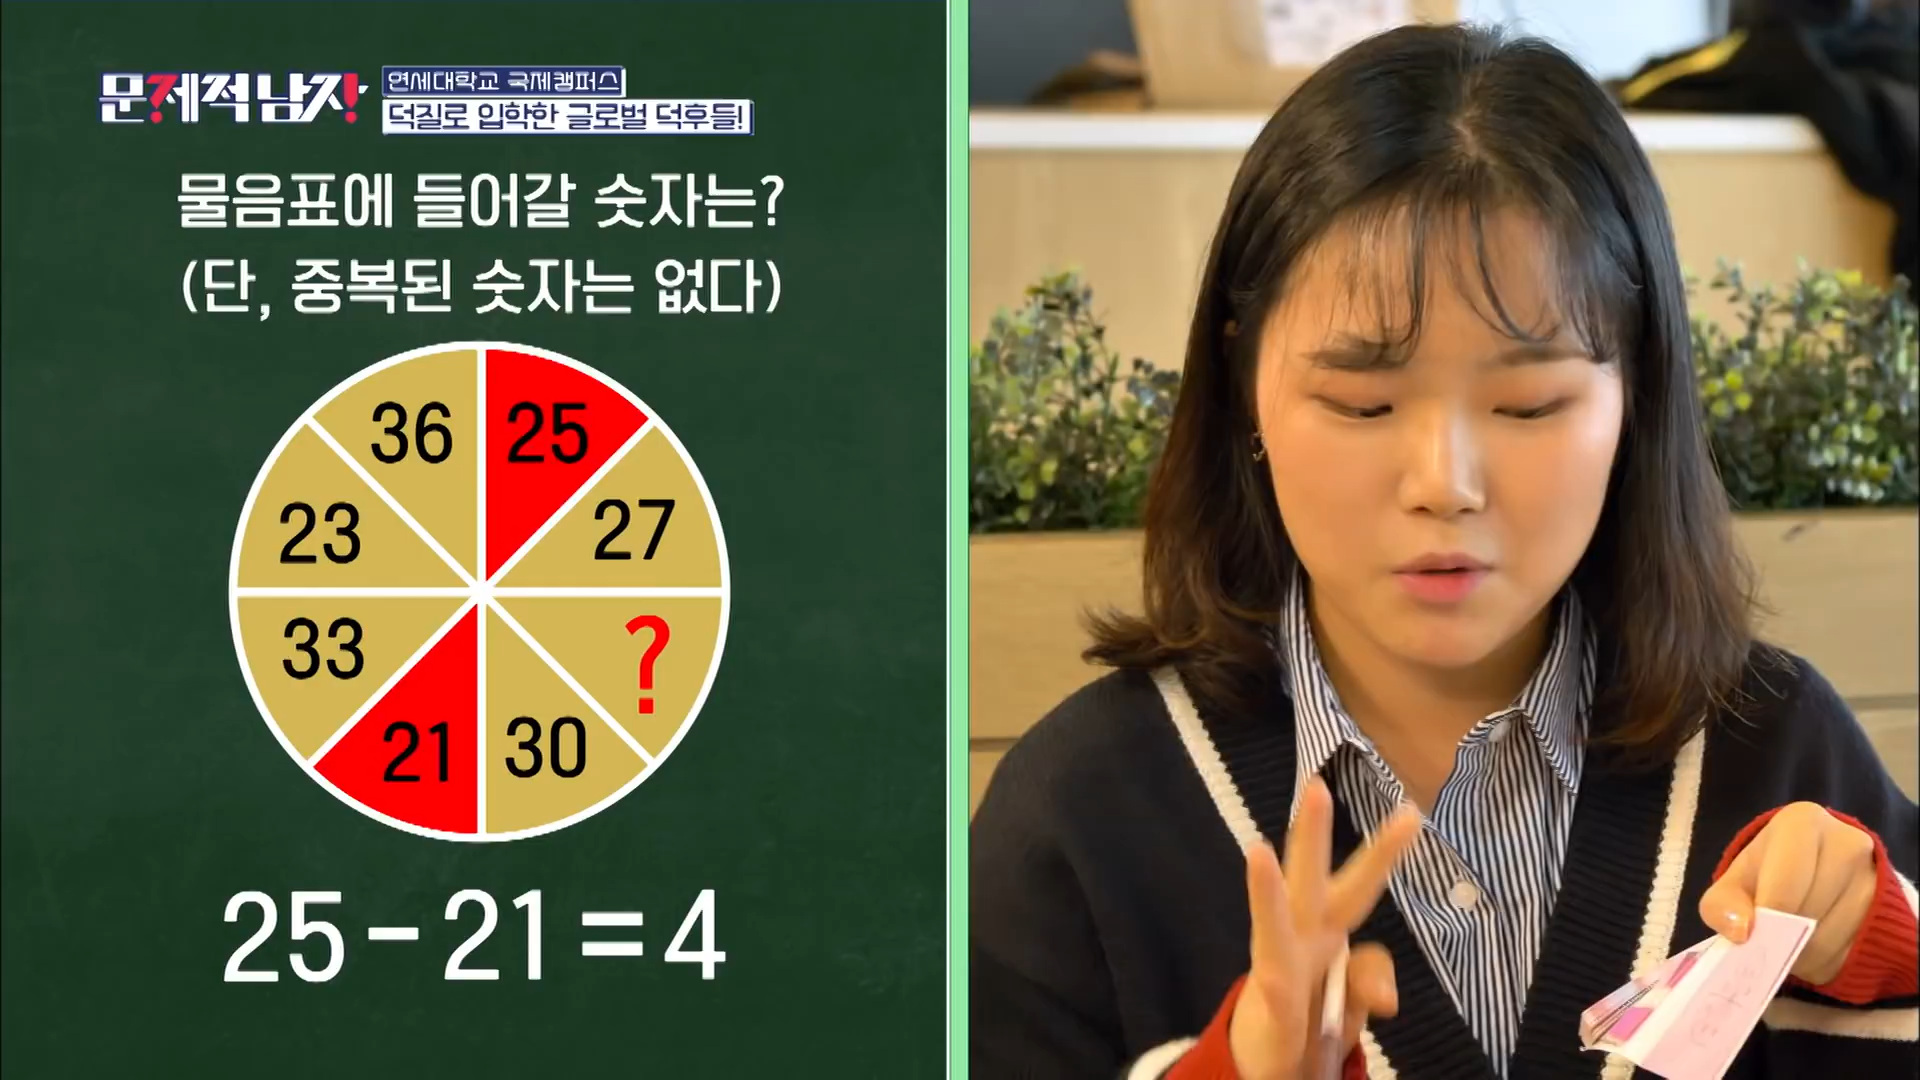 문제적남자
연세대학교 국제캠퍼스
덕질로 입학한 글로벌 덕후들!
물음표에 들어갈 숫자는?
(단, 중복된 숫자는 없다)
36 25
23 27
33 ?
21 30
25-21=4